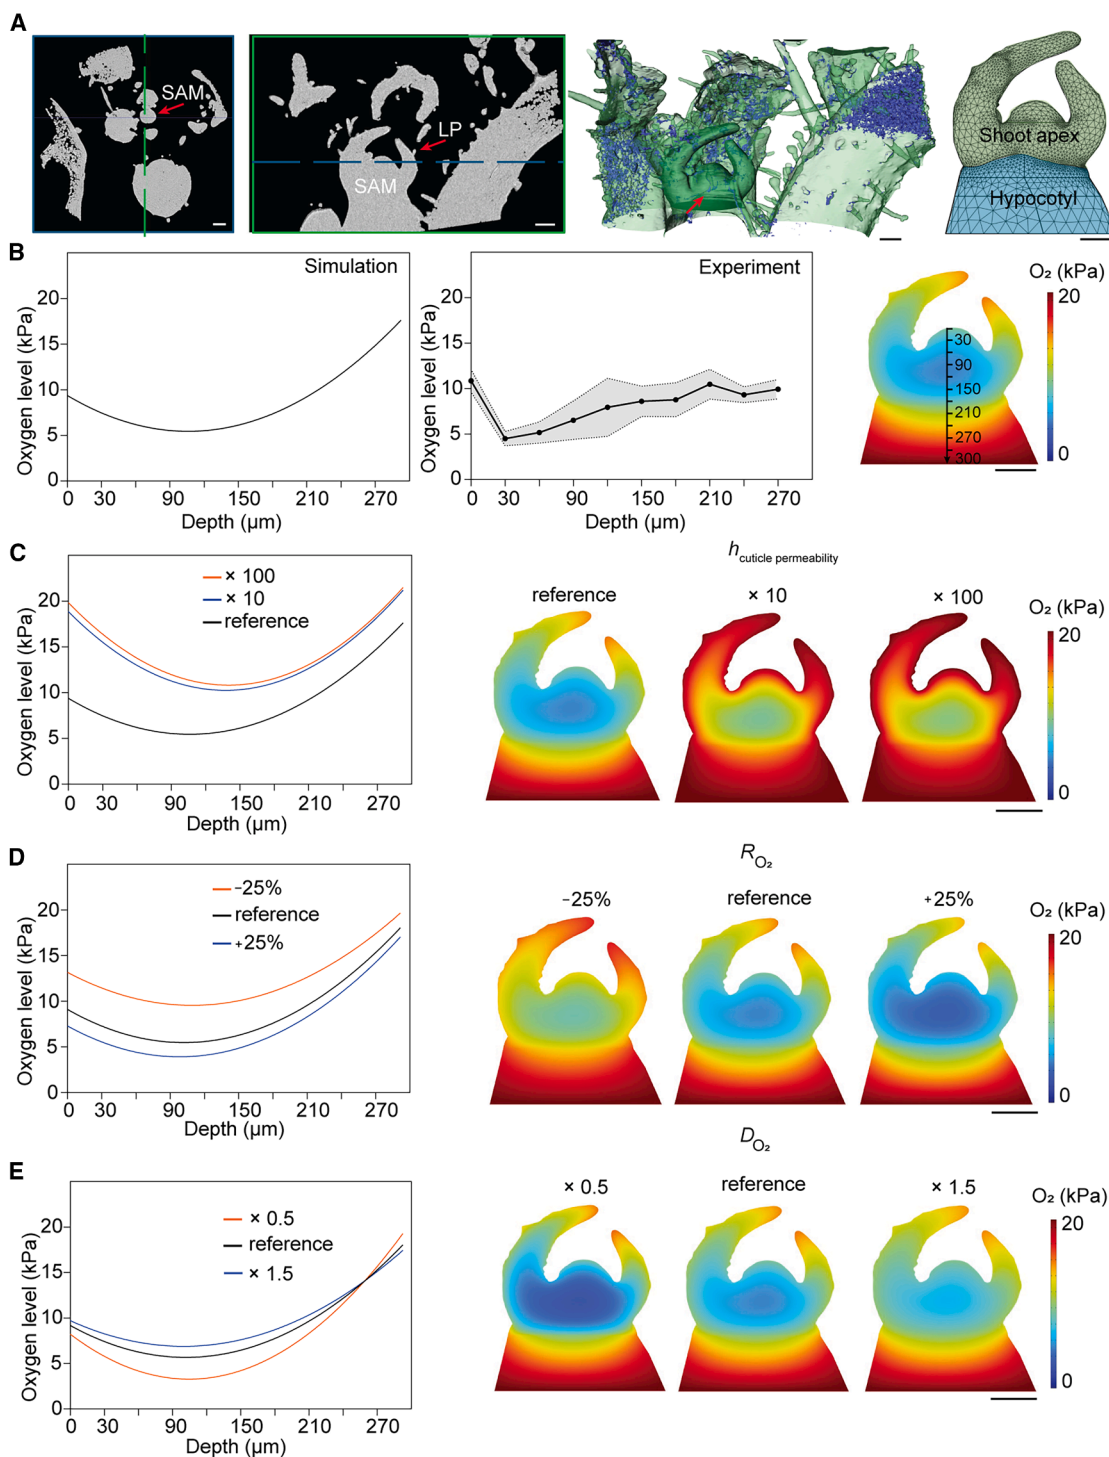 A
SAM
LP
SAM
Shoot apex
Hypocotyl
B
Simulation
Oxygen level (kPa)
20
15
10
5
0
0 30 90 150 210 270
Depth (µm)
Experiment
Oxygen level (kPa)
20
15
10
5
0
0 30 90 150 210 270
Depth (µm)
O₂ (kPa)
20
0
30
90
150
210
270
300
C
× 100
× 10
reference
Oxygen level (kPa)
20
15
10
5
0
0 30 90 150 210 270
Depth (µm)
h cuticle permeability
reference × 10 × 100
O₂ (kPa)
20
0
D
−25%
reference
+25%
Oxygen level (kPa)
20
15
10
5
0
0 30 90 150 210 270
Depth (µm)
R O₂
−25% reference +25%
O₂ (kPa)
20
0
E
× 0.5
reference
× 1.5
Oxygen level (kPa)
20
15
10
5
0
0 30 90 150 210 270
Depth (µm)
D O₂
× 0.5 reference × 1.5
O₂ (kPa)
20
0